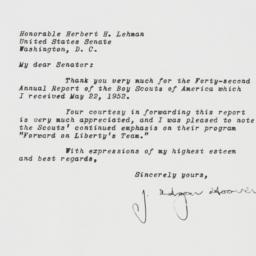 Honorable Herbert H. Lehman
United States Senate
Washington, D. C.
My dear Senator:
Thank you very much for the Forty-second
Annual Report of the Boy Scouts of America which
I received May 22, 1952.
Your courtesy in forwarding this report
is very much appreciated, and I was pleased to note
the Scouts' continued emphasis on their program
"Forward on Liberty's Team."
With expressions of my highest esteem
and best regards,
Sincerely yours,
J. Edgar Hoover